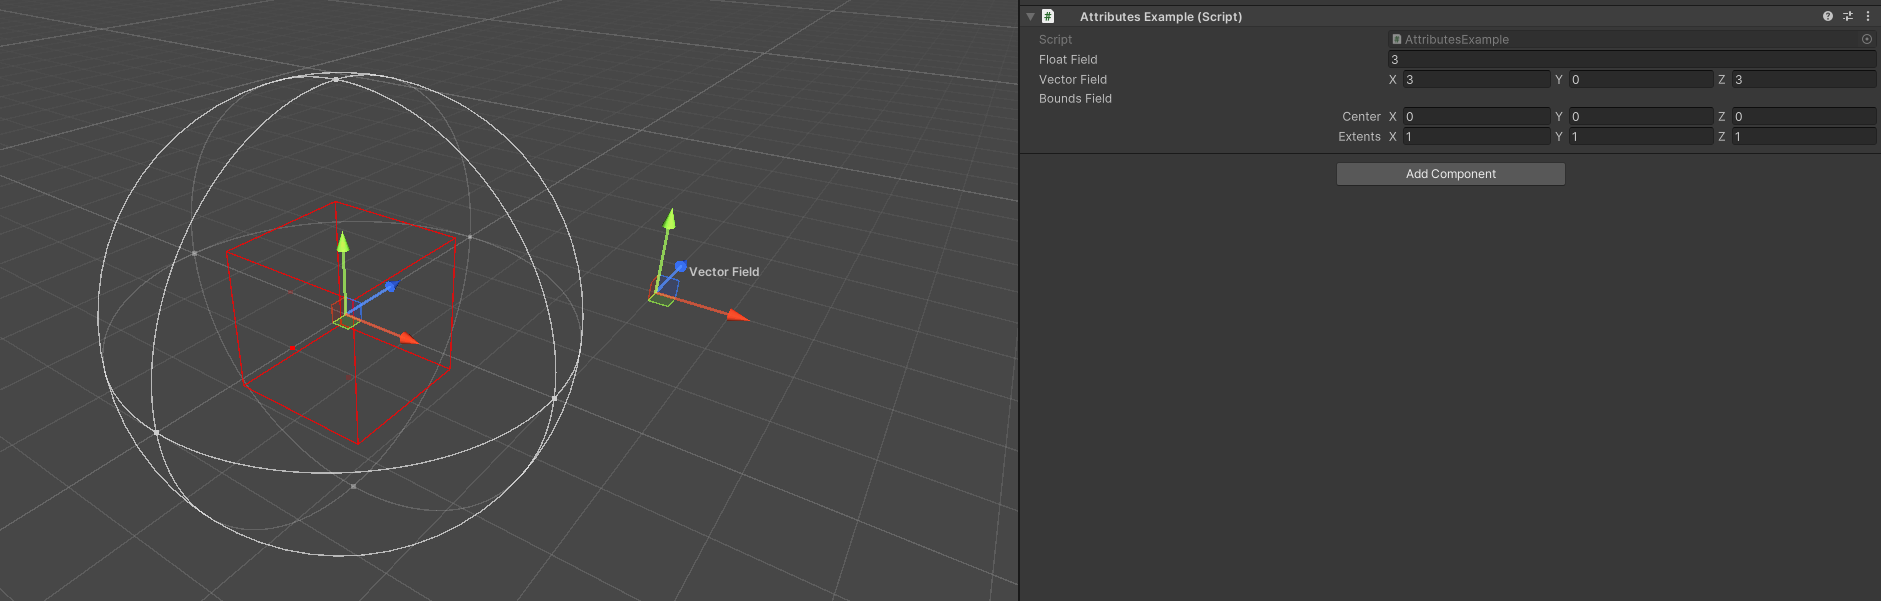 Vector Field
Attributes Example (Script)
Script AttributesExample
Float Field 3
Vector Field X 3 Y 0 Z 3
Bounds Field
Center X 0 Y 0 Z 0
Extents X 1 Y 1 Z 1
Add Component